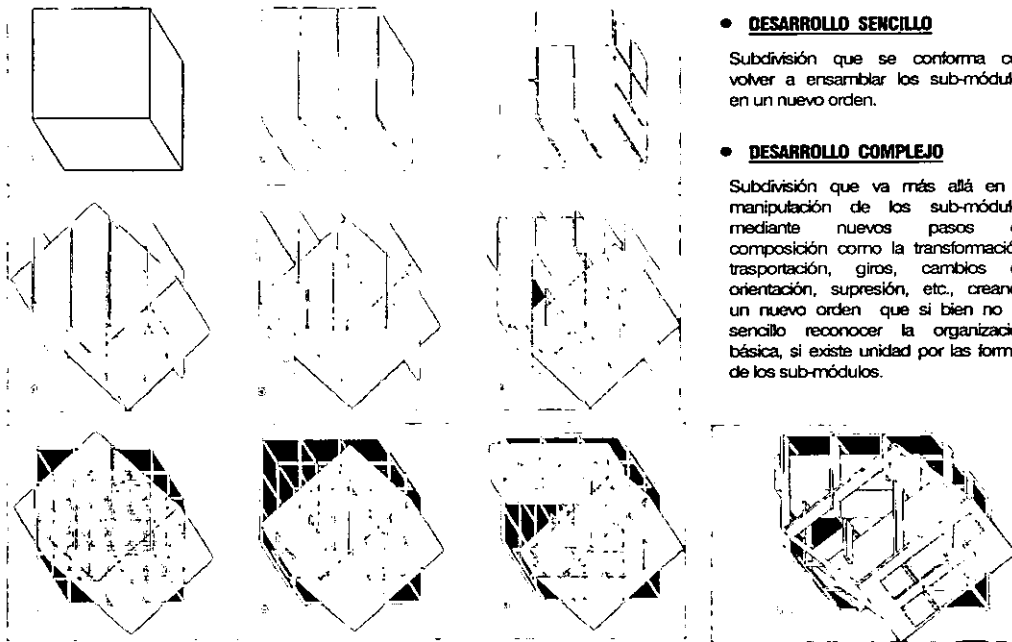 • DESARROLLO SENCILLO
Subdivisión que se conforma co
volver a ensamblar los sub-módul
en un nuevo orden.
• DESARROLLO COMPLEJO
Subdivisión que va más allá en
manipulación de los sub-módul
mediante nuevos pasos
composición como la transformació
trasportación, giros, cambios
orientación, supresión, etc., crean
un nuevo orden que si bien no
sencillo reconocer la organizaci
básica, si existe unidad por las form
de los sub-módulos.